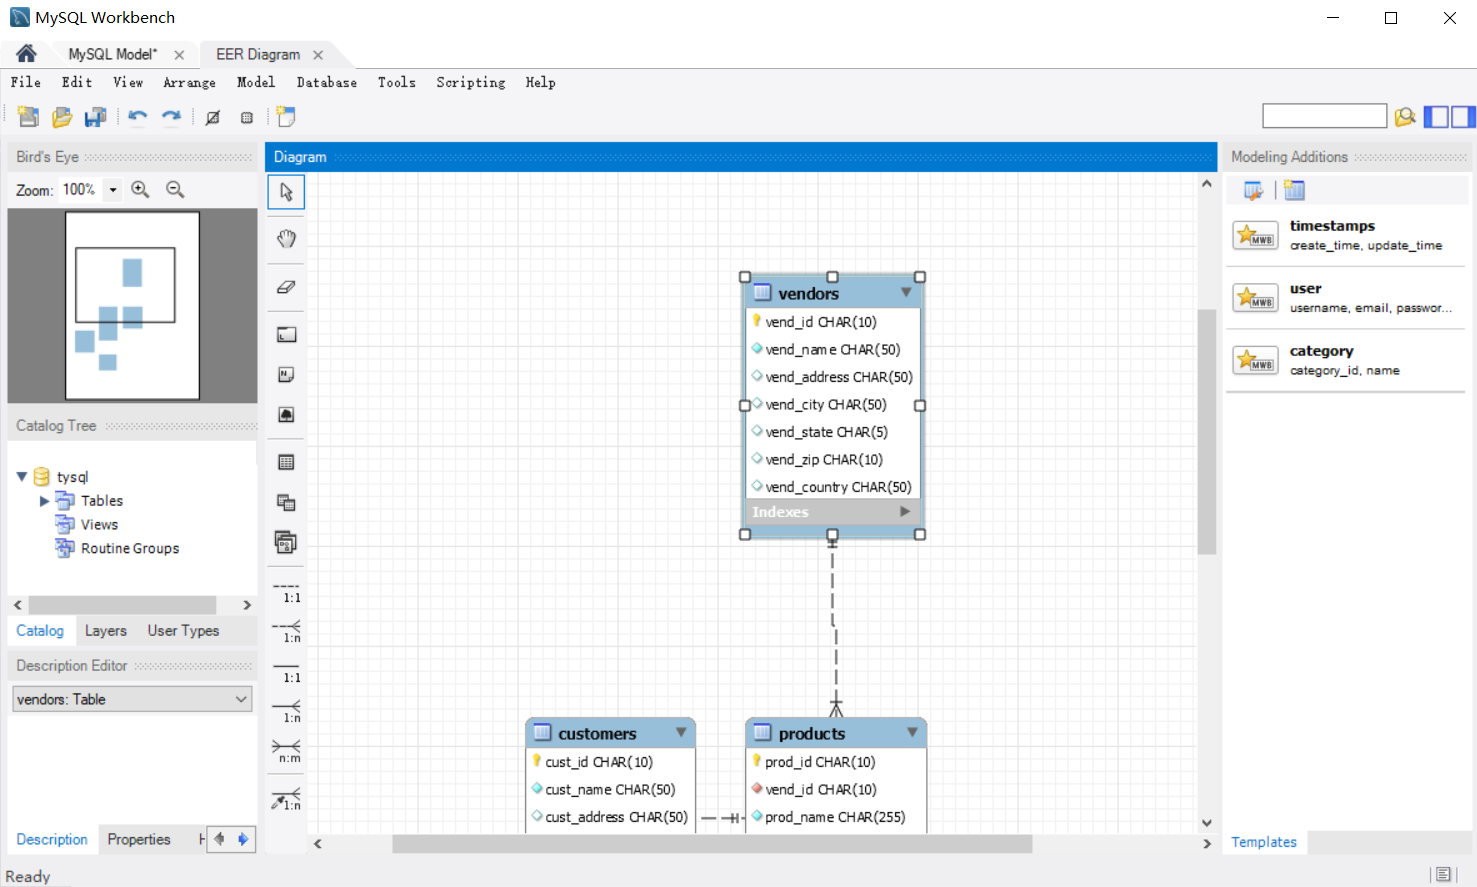 MySQL Workbench
MySQL Model*
EER Diagram
File Edit View Arrange Model Database Tools Scripting Help
Bird's Eye
Zoom: 100%
Catalog Tree
tysql
Tables
Views
Routine Groups
Catalog Layers User Types
Description Editor
vendors: Table
Description Properties H
Ready
Diagram
1:1
1:n
1:1
1:n
n:m
1:n
vendors
vend_id CHAR(10)
vend_name CHAR(50)
vend_address CHAR(50)
vend_city CHAR(50)
vend_state CHAR(5)
vend_zip CHAR(10)
vend_country CHAR(50)
Indexes
customers
cust_id CHAR(10)
cust_name CHAR(50)
cust_address CHAR(50)
products
prod_id CHAR(10)
vend_id CHAR(10)
prod_name CHAR(255)
Modeling Additions
MWB
timestamps
create_time, update_time
MWB
user
username, email, passwor...
MWB
category
category_id, name
Templates